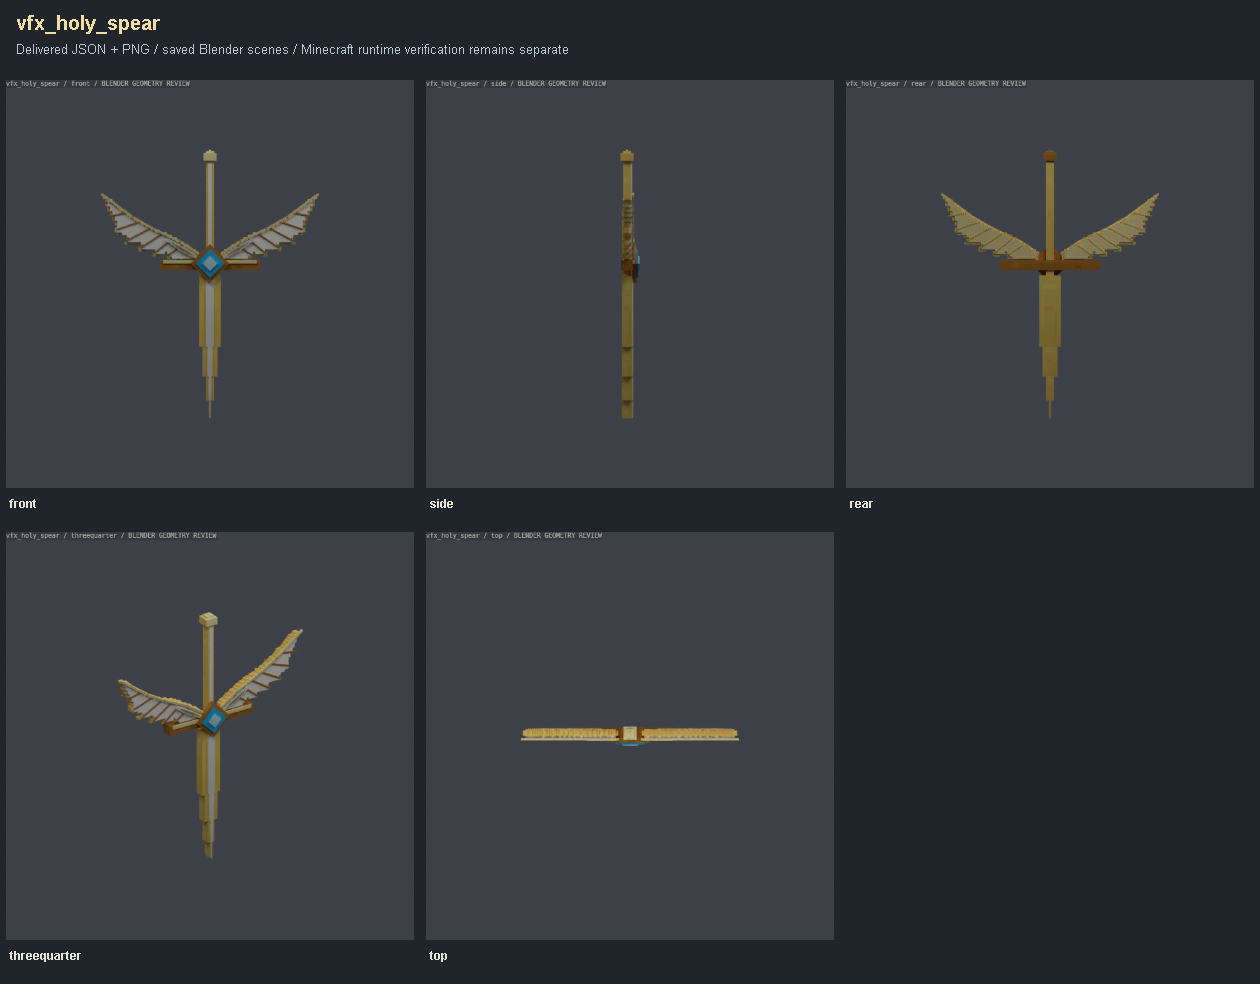 vfx_holy_spear
Delivered JSON + PNG / saved Blender scenes / Minecraft runtime verification remains separate
vfx_holy_spear / front / BLENDER GEOMETRY REVIEW
vfx_holy_spear / side / BLENDER GEOMETRY REVIEW
vfx_holy_spear / rear / BLENDER GEOMETRY REVIEW
front
side
rear
vfx_holy_spear / threequarter / BLENDER GEOMETRY REVIEW
vfx_holy_spear / top / BLENDER GEOMETRY REVIEW
threequarter
top